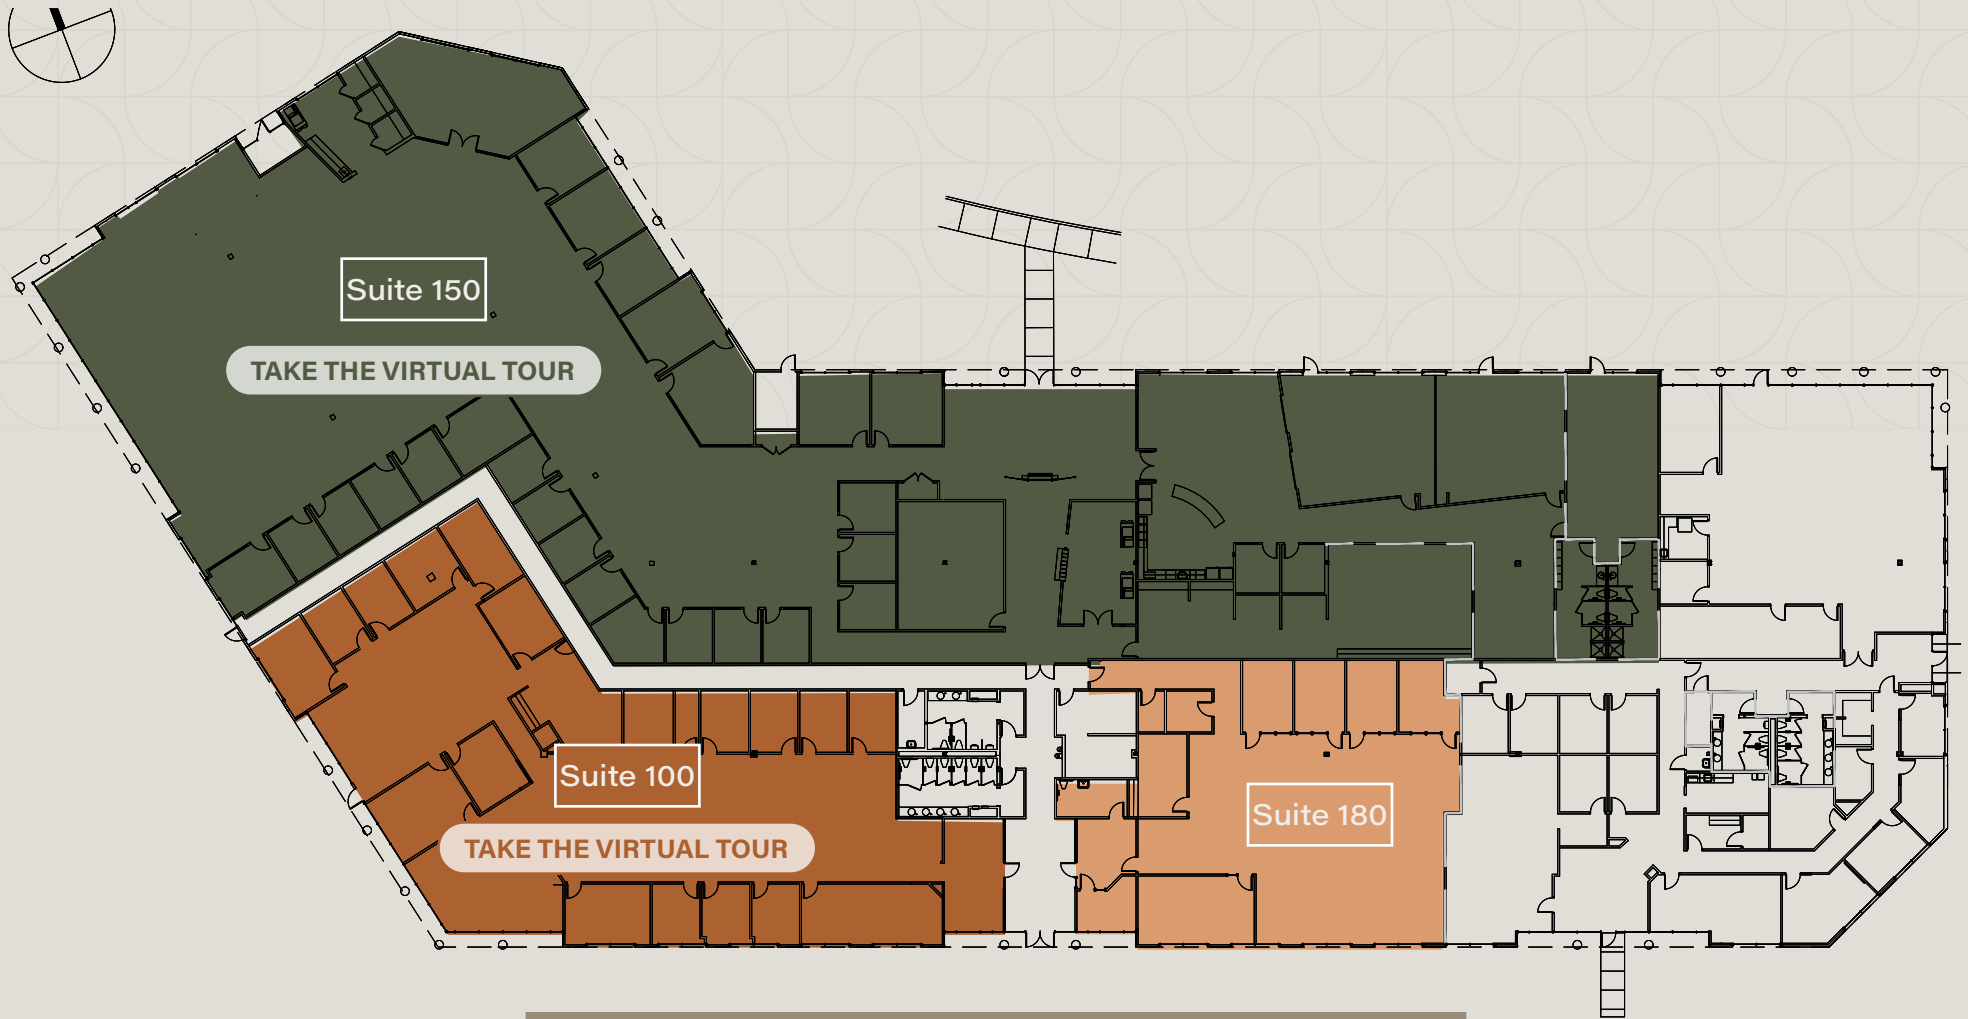 Suite 150
TAKE THE VIRTUAL TOUR
Suite 100
TAKE THE VIRTUAL TOUR
Suite 180